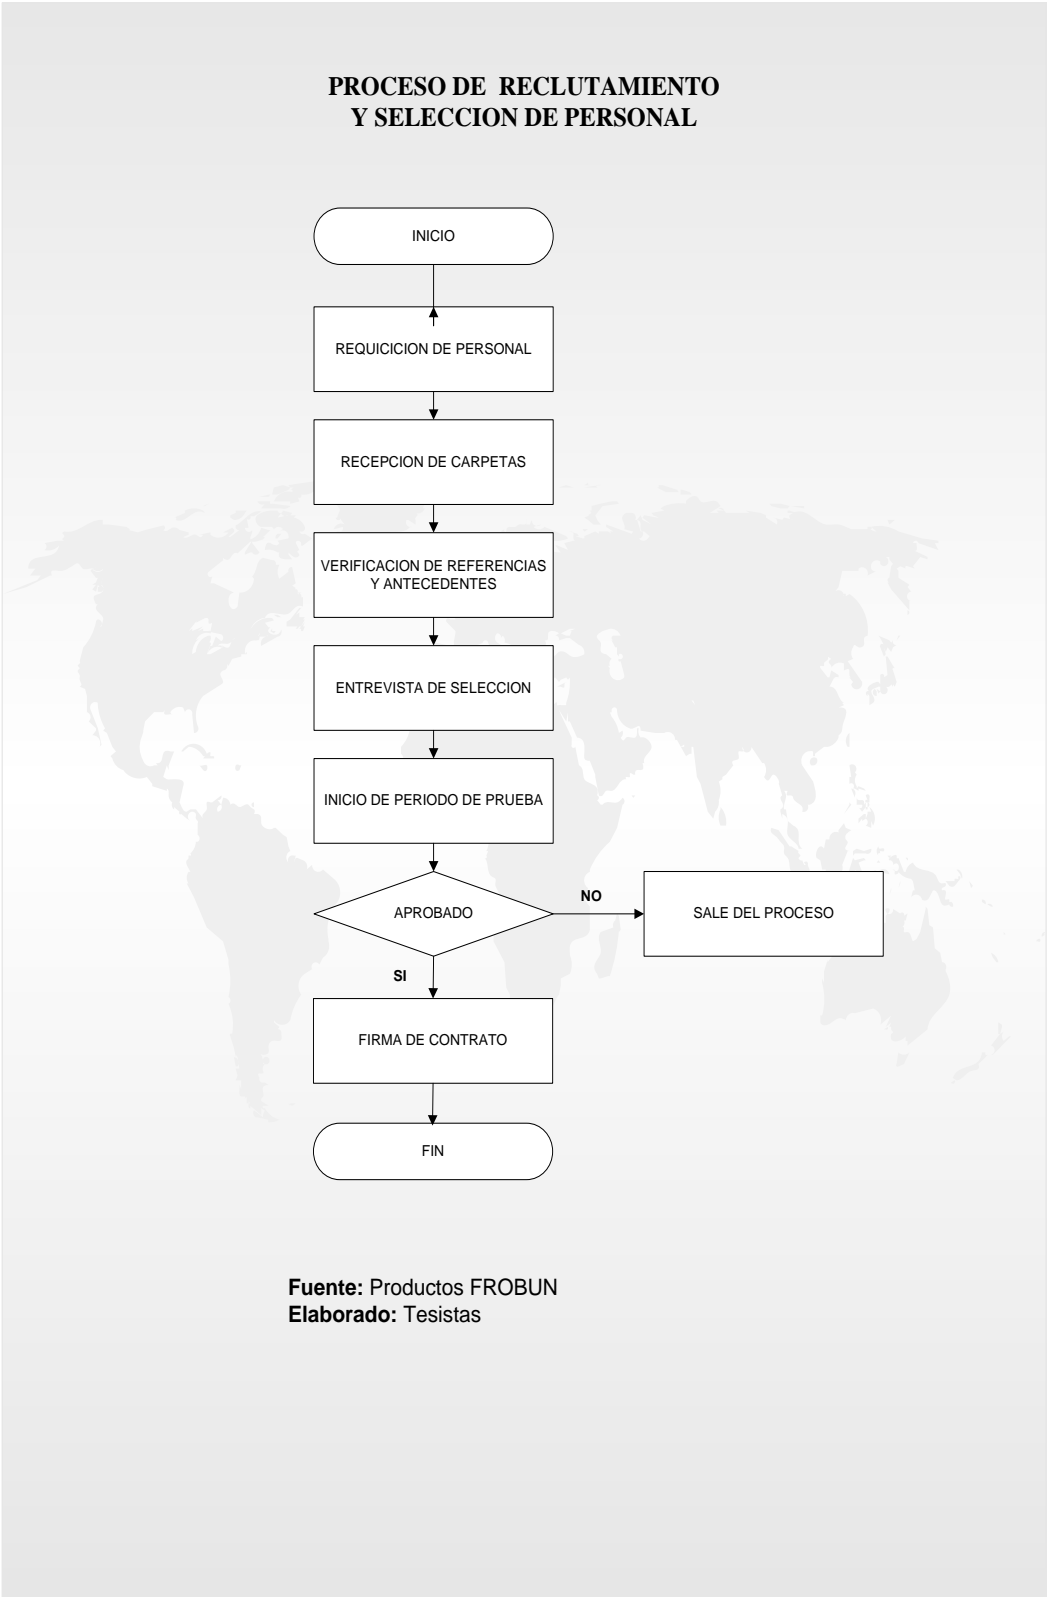 PROCESO DE RECLUTAMIENTO
Y SELECCION DE PERSONAL
INICIO
REQUICICION DE PERSONAL
RECEPCION DE CARPETAS
VERIFICACION DE REFERENCIAS
Y ANTECEDENTES
ENTREVISTA DE SELECCION
INICIO DE PERIODO DE PRUEBA
APROBADO
NO
SALE DEL PROCESO
SI
FIRMA DE CONTRATO
FIN
Fuente: Productos FROBUN
Elaborado: Tesistas